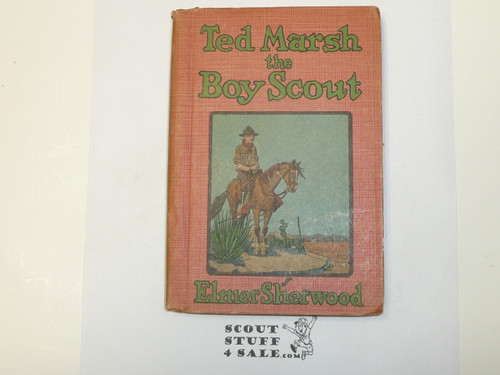 Ted Marsh
the
Boy Scout
Elmer Sherwood
SCOUT
STUFF
4 SALE.com